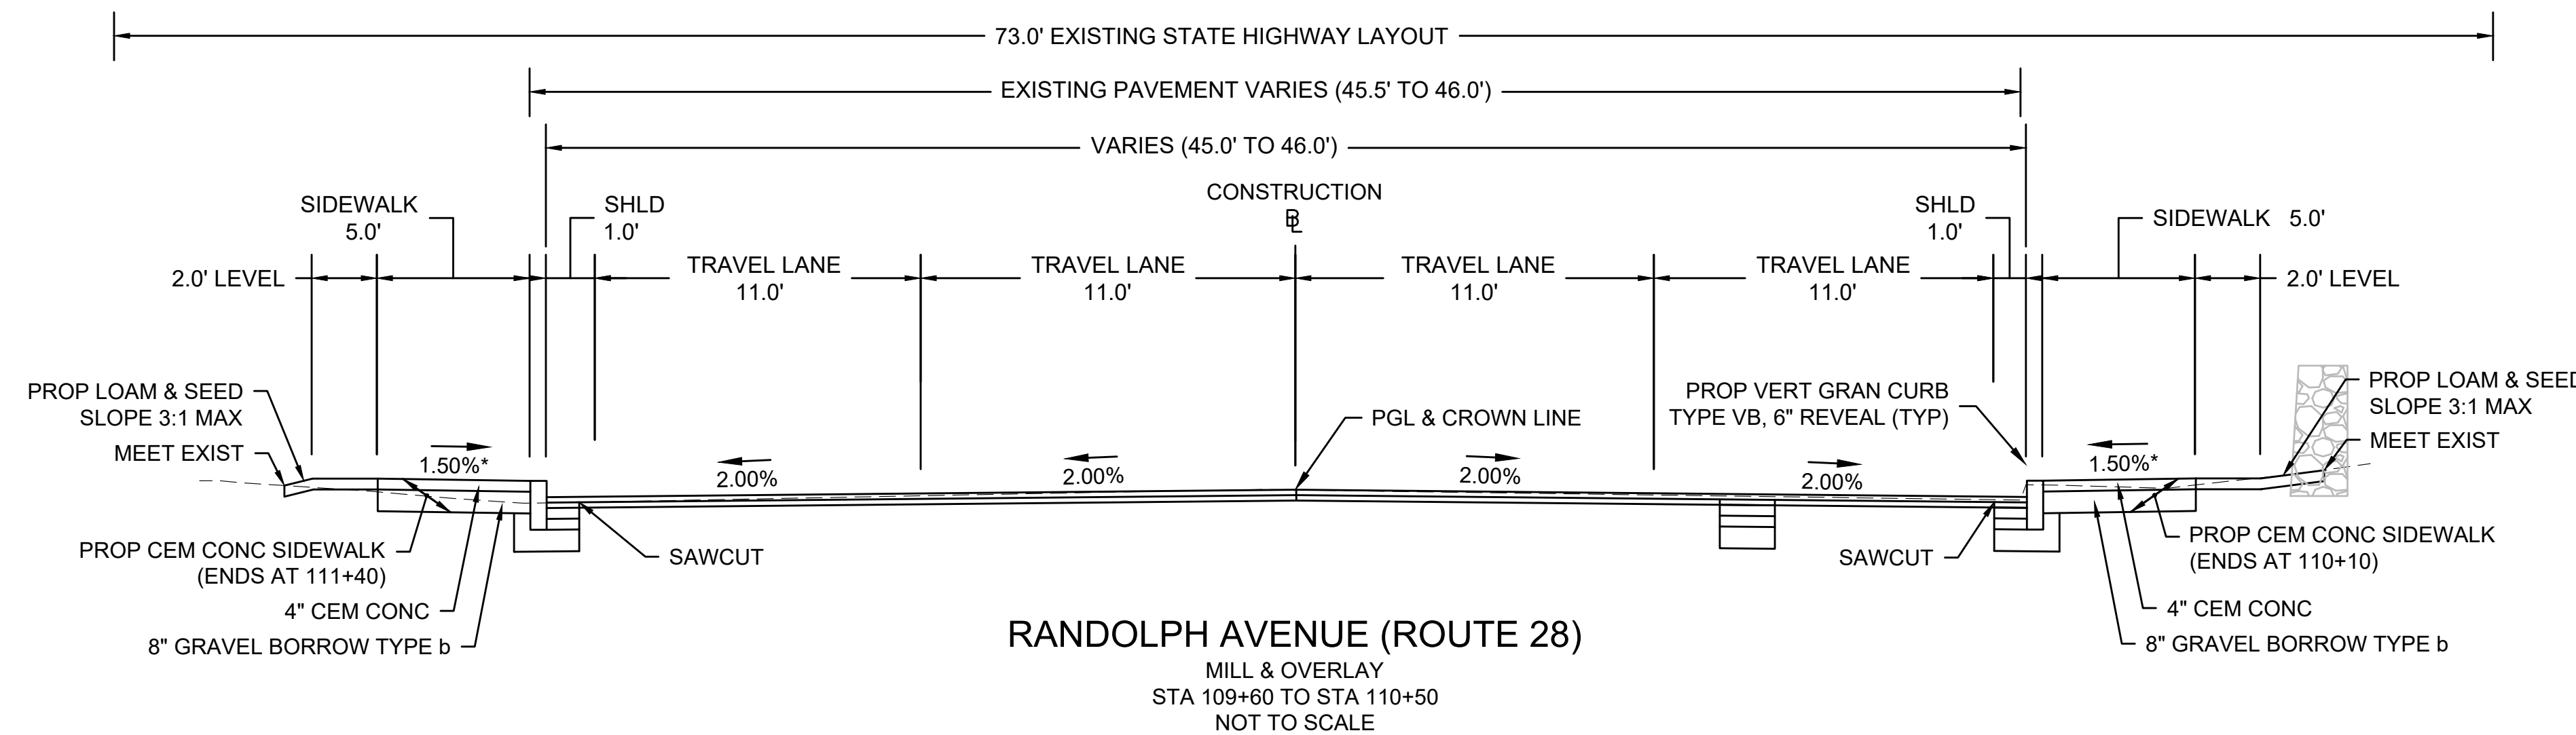 73.0' EXISTING STATE HIGHWAY LAYOUT
EXISTING PAVEMENT VARIES (45.5' TO 46.0')
VARIES (45.0' TO 46.0')
CONSTRUCTION
BL
SIDEWALK
5.0'
SHLD
1.0'
SHLD
1.0'
SIDEWALK 5.0'
2.0' LEVEL
TRAVEL LANE
11.0'
TRAVEL LANE
11.0'
TRAVEL LANE
11.0'
TRAVEL LANE
11.0'
2.0' LEVEL
PROP LOAM & SEED
SLOPE 3:1 MAX
MEET EXIST
1.50%*
2.00%
2.00%
PGL & CROWN LINE
2.00%
2.00%
PROP VERT GRAN CURB
TYPE VB, 6" REVEAL (TYP)
1.50%*
PROP LOAM & SEED
SLOPE 3:1 MAX
MEET EXIST
PROP CEM CONC SIDEWALK
(ENDS AT 111+40)
4" CEM CONC
8" GRAVEL BORROW TYPE b
SAWCUT
SAWCUT
PROP CEM CONC SIDEWALK
(ENDS AT 110+10)
4" CEM CONC
8" GRAVEL BORROW TYPE b
RANDOLPH AVENUE (ROUTE 28)
MILL & OVERLAY
STA 109+60 TO STA 110+50
NOT TO SCALE